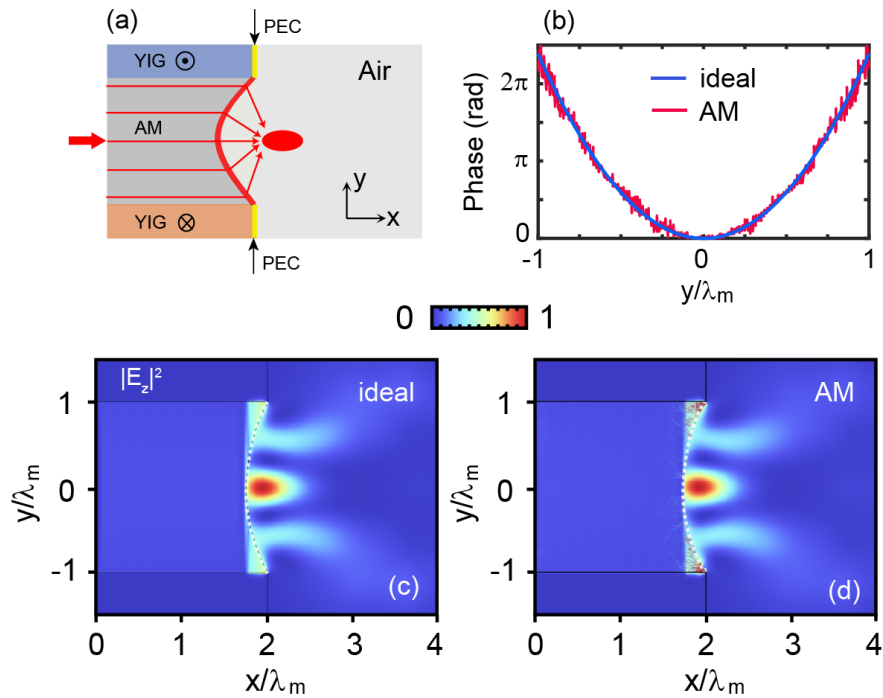 (a)
PEC
YIG ⊙
Air
AM
y
x
YIG ⊗
PEC
(b)
Phase (rad)
2π
π
0
ideal
AM
-1 0 1
y/λm
0 1
|Ez|²
ideal
y/λm
1
0
-1
(c)
0 1 2 3 4
x/λm
AM
y/λm
1
0
-1
(d)
0 1 2 3 4
x/λm